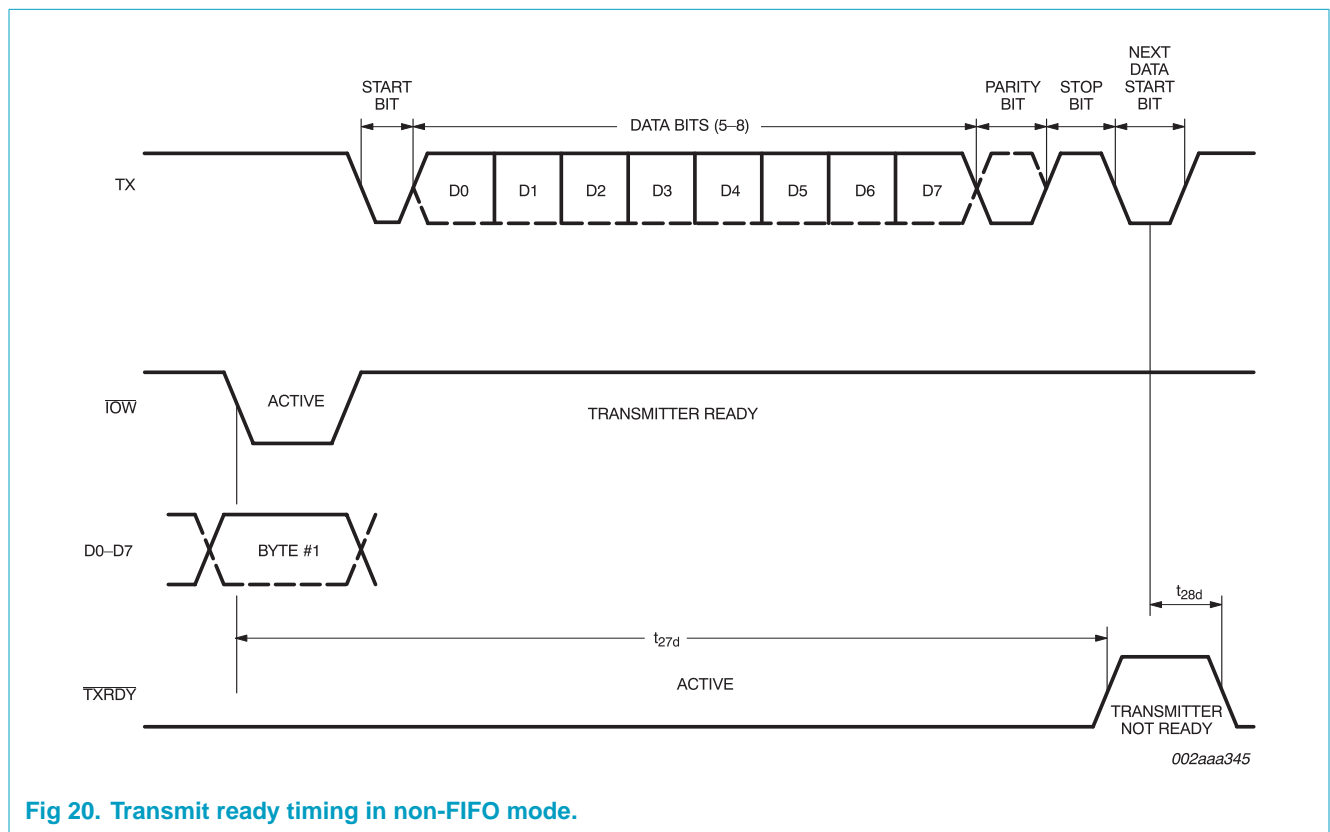 NEXT
DATA
START
BIT
START
BIT
PARITY
BIT
STOP
BIT
DATA BITS (5–8)
TX
D0 D1 D2 D3 D4 D5 D6 D7
IOW
ACTIVE
TRANSMITTER READY
D0–D7
BYTE #1
t28d
t27d
TXRDY
ACTIVE
TRANSMITTER
NOT READY
002aaa345
Fig 20. Transmit ready timing in non-FIFO mode.